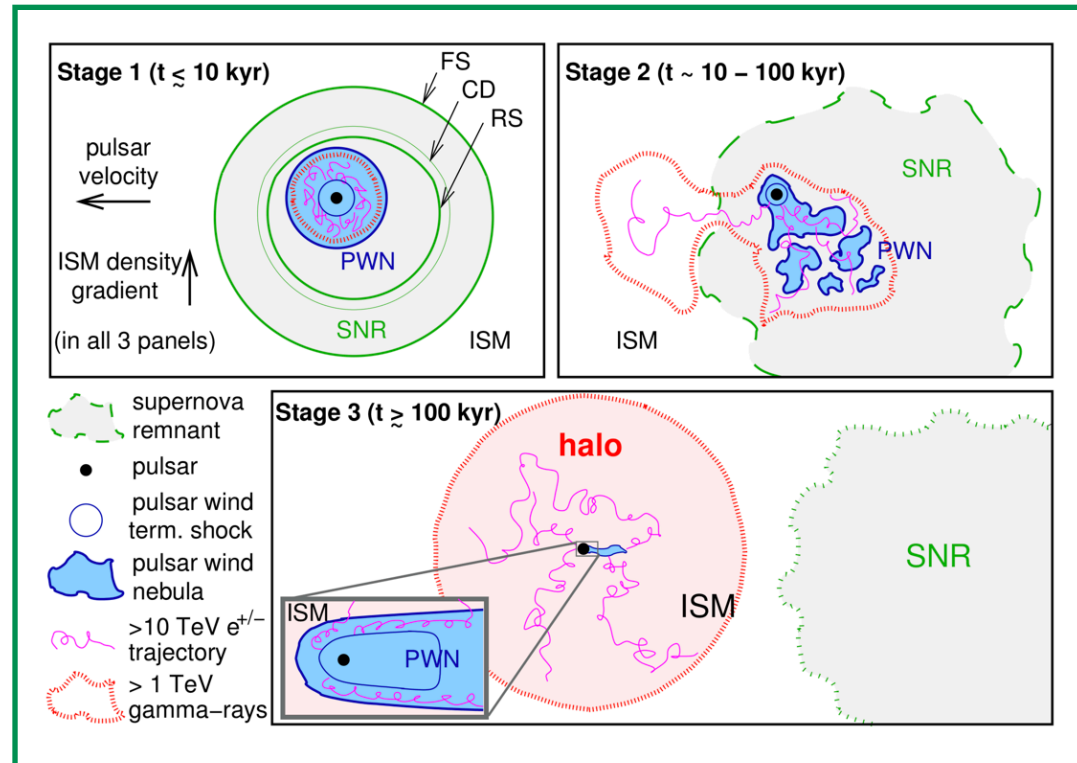 Stage 1 (t ≲ 10 kyr)
FS
CD
RS
pulsar
velocity
ISM density
gradient
(in all 3 panels)
PWN
SNR
ISM
Stage 2 (t ~ 10 − 100 kyr)
SNR
PWN
ISM
supernova
remnant
pulsar
pulsar wind
term. shock
pulsar wind
nebula
>10 TeV e+/−
trajectory
> 1 TeV
gamma−rays
Stage 3 (t ≳ 100 kyr)
halo
ISM
SNR
ISM
PWN